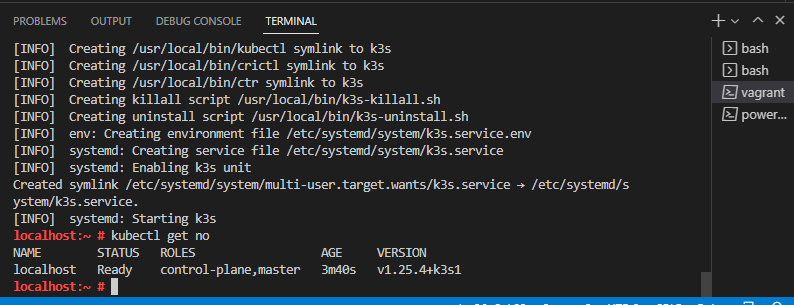 PROBLEMS OUTPUT DEBUG CONSOLE TERMINAL
[INFO]  Creating /usr/local/bin/kubectl symlink to k3s
[INFO]  Creating /usr/local/bin/crictl symlink to k3s
[INFO]  Creating /usr/local/bin/ctr symlink to k3s
[INFO]  Creating killall script /usr/local/bin/k3s-killall.sh
[INFO]  Creating uninstall script /usr/local/bin/k3s-uninstall.sh
[INFO]  env: Creating environment file /etc/systemd/system/k3s.service.env
[INFO]  systemd: Creating service file /etc/systemd/system/k3s.service
[INFO]  systemd: Enabling k3s unit
Created symlink /etc/systemd/system/multi-user.target.wants/k3s.service → /etc/systemd/s
ystem/k3s.service.
[INFO]  systemd: Starting k3s
localhost:~ # kubectl get no
NAME STATUS ROLES AGE VERSION
localhost Ready control-plane,master 3m40s v1.25.4+k3s1
localhost:~ #
bash
bash
vagrant
power...